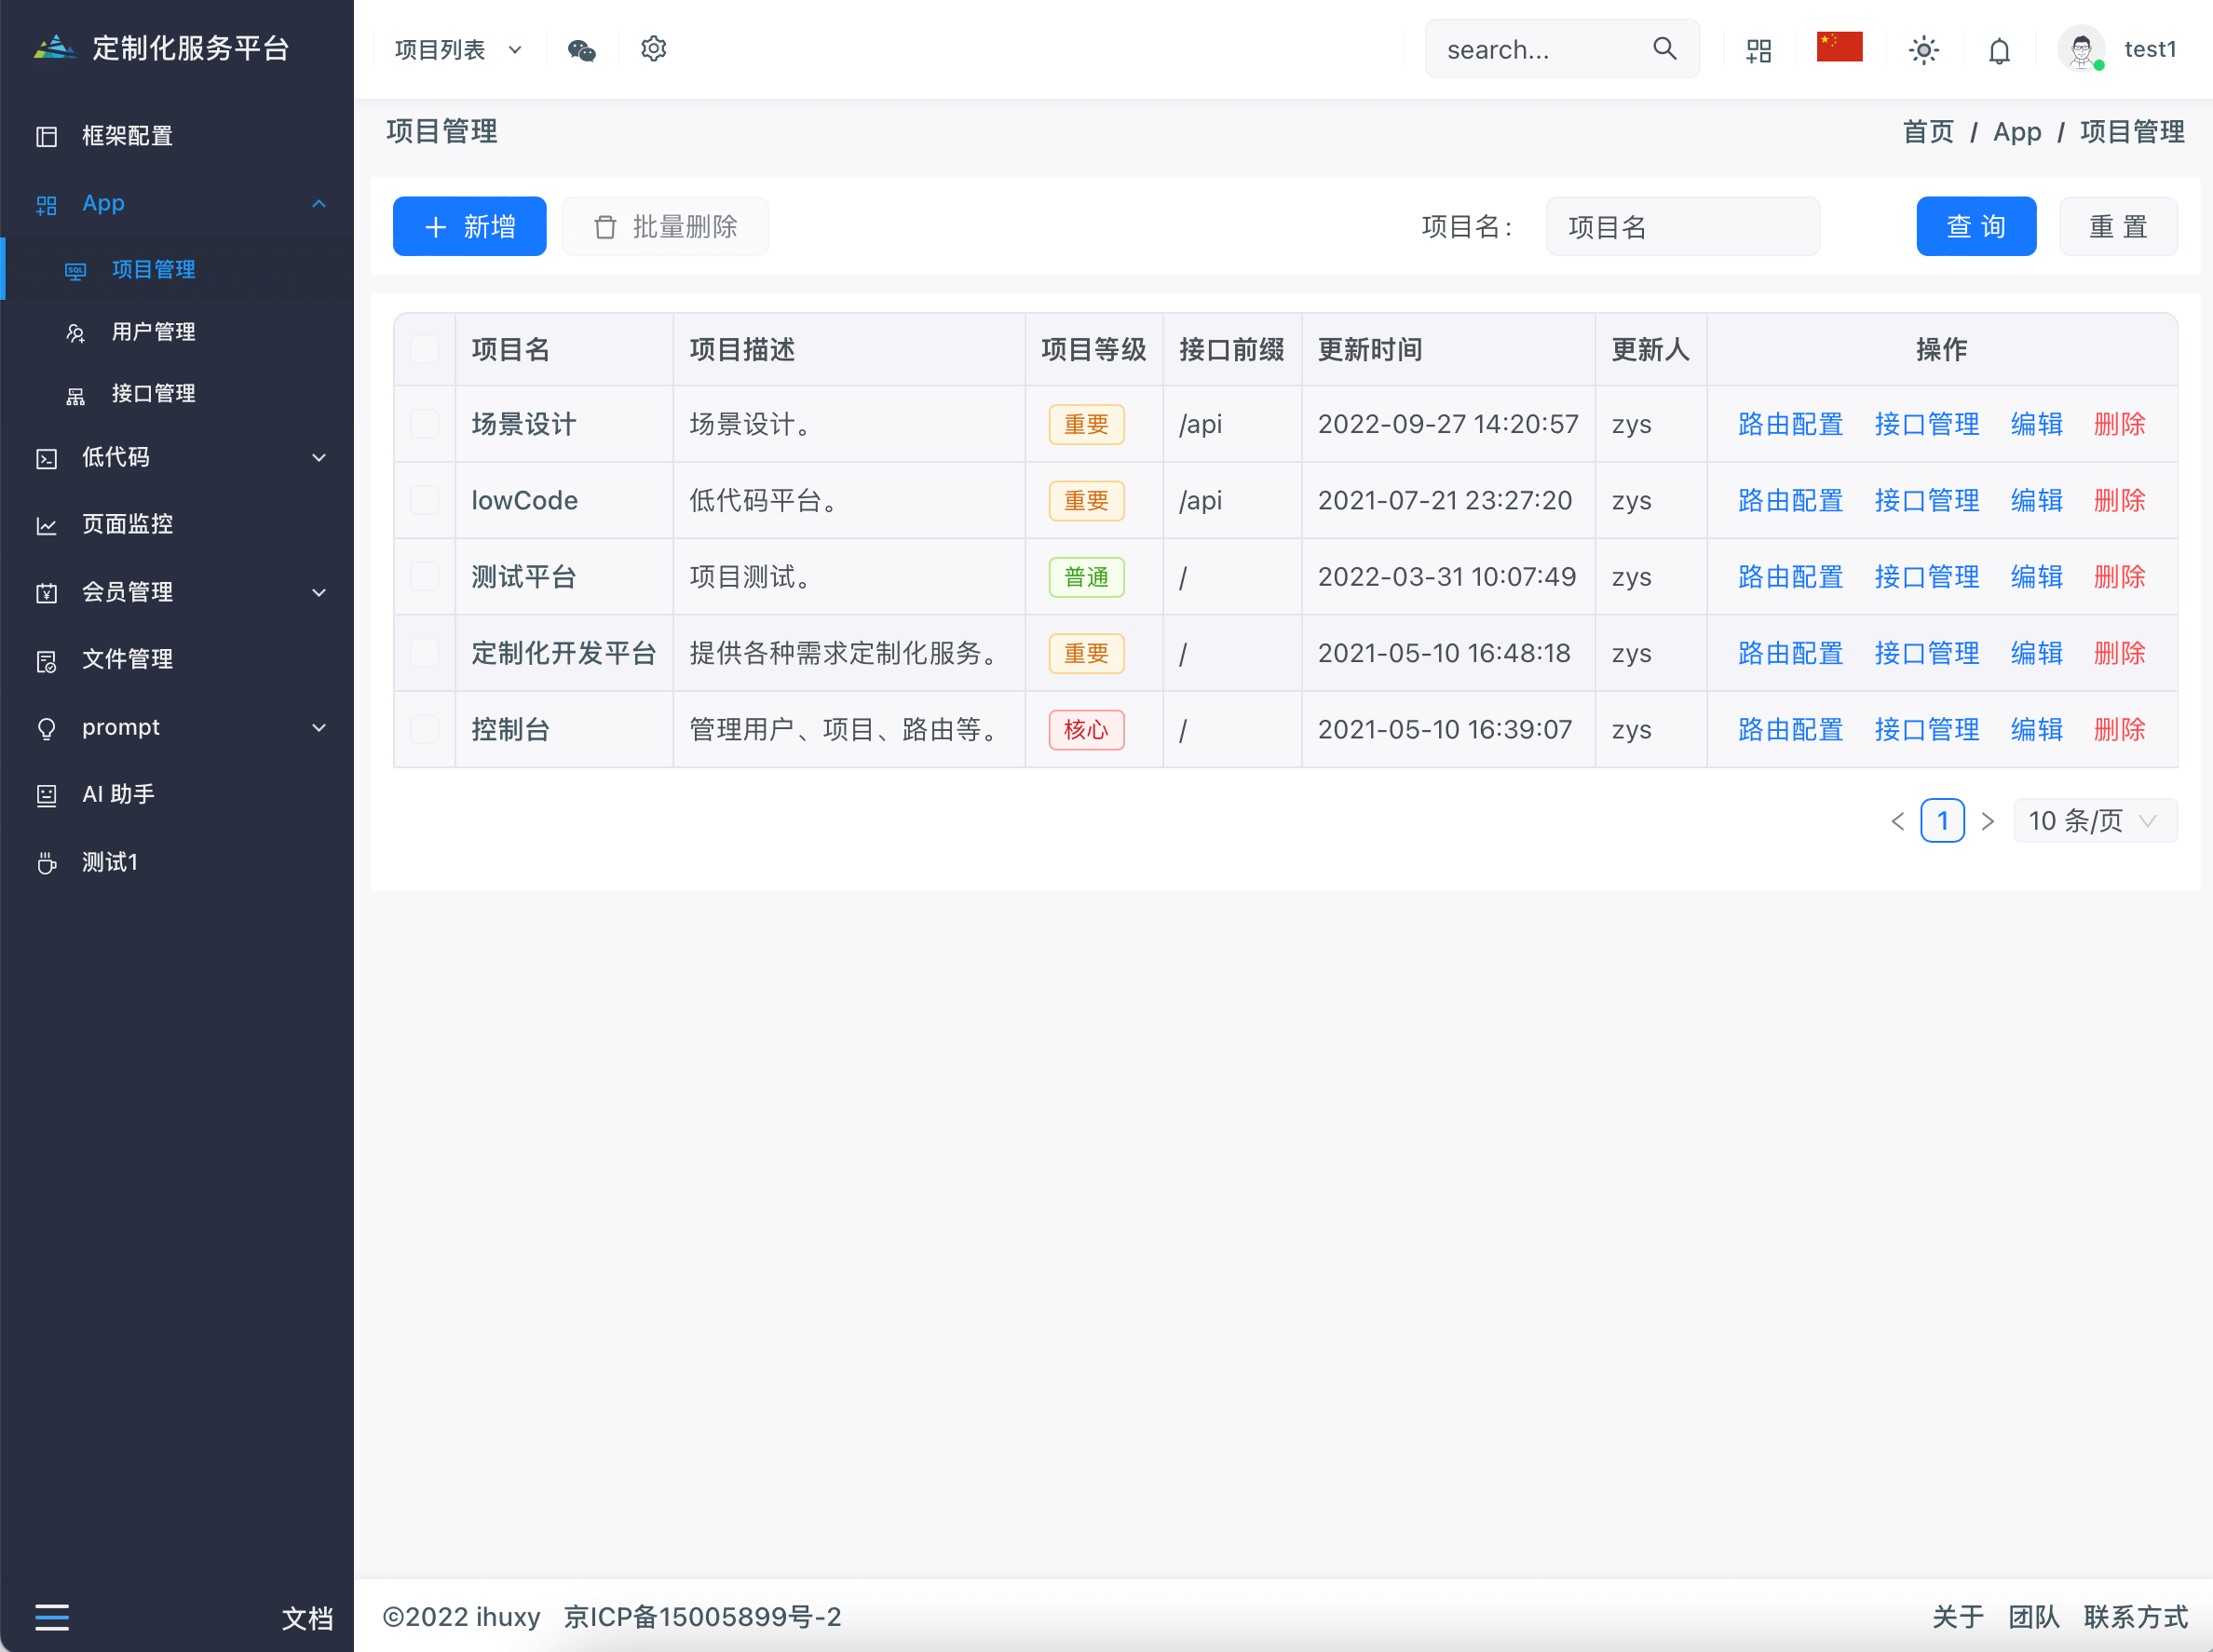 定制化服务平台
项目列表
search...
test1
框架配置
App
项目管理
用户管理
接口管理
低代码
页面监控
会员管理
文件管理
prompt
AI 助手
测试1
文档
项目管理
首页 / App / 项目管理
新增 批量删除 项目名: 项目名 查 询 重 置
项目名 项目描述 项目等级 接口前缀 更新时间 更新人 操作
场景设计 场景设计。 重要 /api 2022-09-27 14:20:57 zys 路由配置 接口管理 编辑 删除
lowCode 低代码平台。 重要 /api 2021-07-21 23:27:20 zys 路由配置 接口管理 编辑 删除
测试平台 项目测试。 普通 / 2022-03-31 10:07:49 zys 路由配置 接口管理 编辑 删除
定制化开发平台 提供各种需求定制化服务。 重要 / 2021-05-10 16:48:18 zys 路由配置 接口管理 编辑 删除
控制台 管理用户、项目、路由等。 核心 / 2021-05-10 16:39:07 zys 路由配置 接口管理 编辑 删除
1 10 条/页
©2022 ihuxy 京ICP备15005899号-2
关于 团队 联系方式